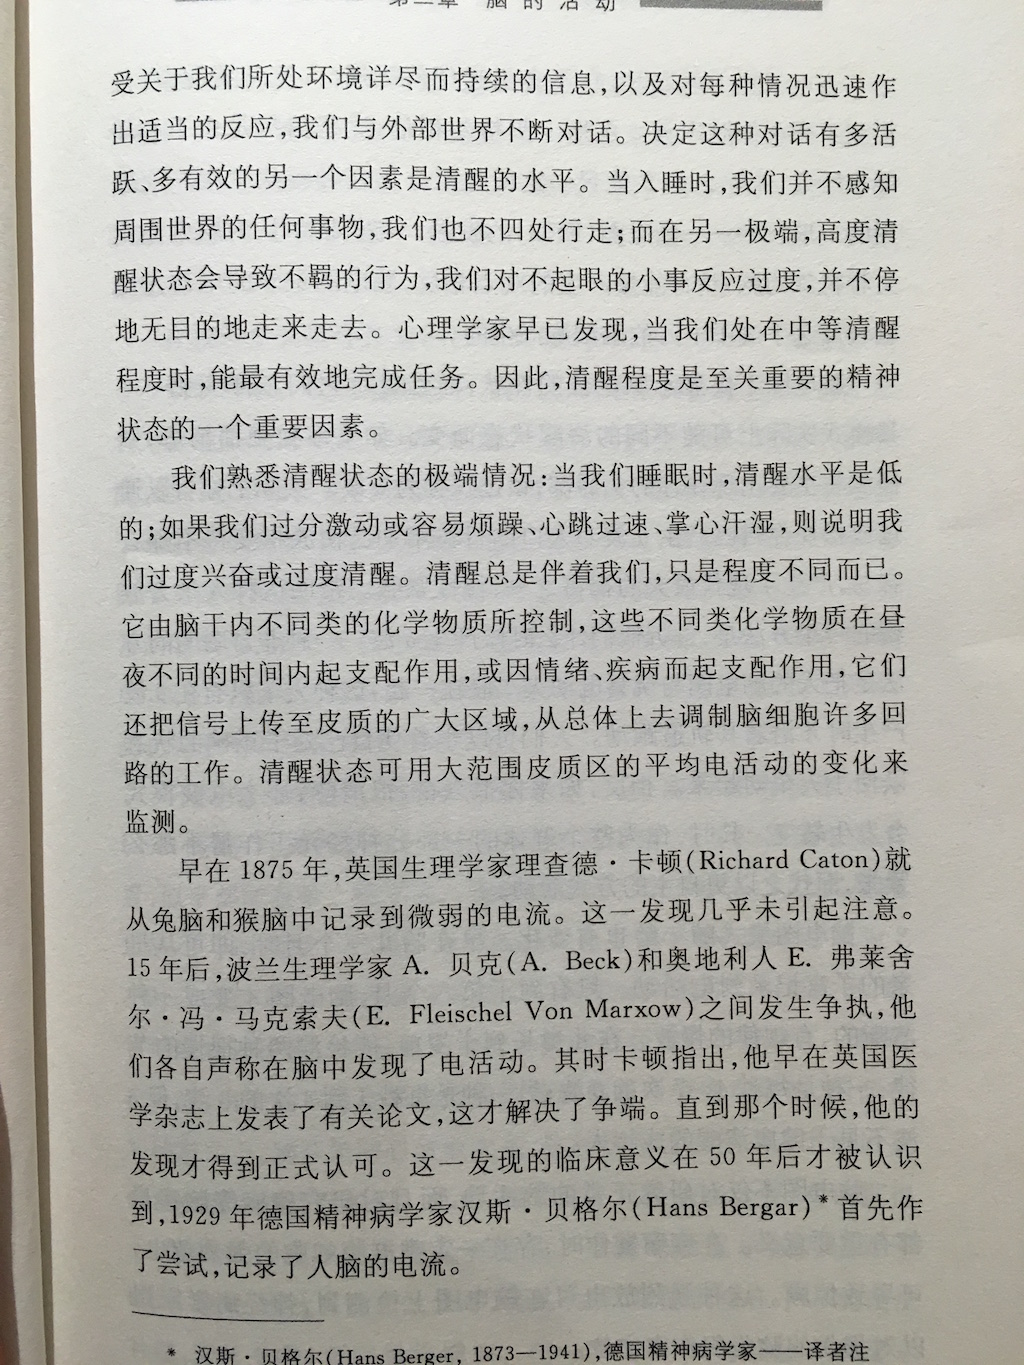 脑的活动
受关于我们所处环境详尽而持续的信息,以及对每种情况迅速作
出适当的反应,我们与外部世界不断对话。决定这种对话有多活
跃、多有效的另一个因素是清醒的水平。当入睡时,我们并不感知
周围世界的任何事物,我们也不四处行走;而在另一极端,高度清
醒状态会导致不羁的行为,我们对不起眼的小事反应过度,并不停
地无目的地走来走去。心理学家早已发现,当我们处在中等清醒
程度时,能最有效地完成任务。因此,清醒程度是至关重要的精神
状态的一个重要因素。
我们熟悉清醒状态的极端情况:当我们睡眠时,清醒水平是低
的;如果我们过分激动或容易烦躁、心跳过速、掌心汗湿,则说明我
们过度兴奋或过度清醒。清醒总是伴着我们,只是程度不同而已。
它由脑干内不同类的化学物质所控制,这些不同类化学物质在昼
夜不同的时间内起支配作用,或因情绪、疾病而起支配作用,它们
还把信号上传至皮质的广大区域,从总体上去调制脑细胞许多回
路的工作。清醒状态可用大范围皮质区的平均电活动的变化来
监测。
早在 1875 年,英国生理学家理查德·卡顿(Richard Caton)就
从兔脑和猴脑中记录到微弱的电流。这一发现几乎未引起注意。
15 年后,波兰生理学家 A. 贝克(A. Beck)和奥地利人 E. 弗莱舍
尔·冯·马克索夫(E. Fleischel Von Marxow)之间发生争执,他
们各自声称在脑中发现了电活动。其时卡顿指出,他早在英国医
学杂志上发表了有关论文,这才解决了争端。直到那个时候,他的
发现才得到正式认可。这一发现的临床意义在 50 年后才被认识
到,1929 年德国精神病学家汉斯·贝格尔(Hans Bergar)*首先作
了尝试,记录了人脑的电流。
* 汉斯·贝格尔(Hans Berger, 1873—1941),德国精神病学家——译者注